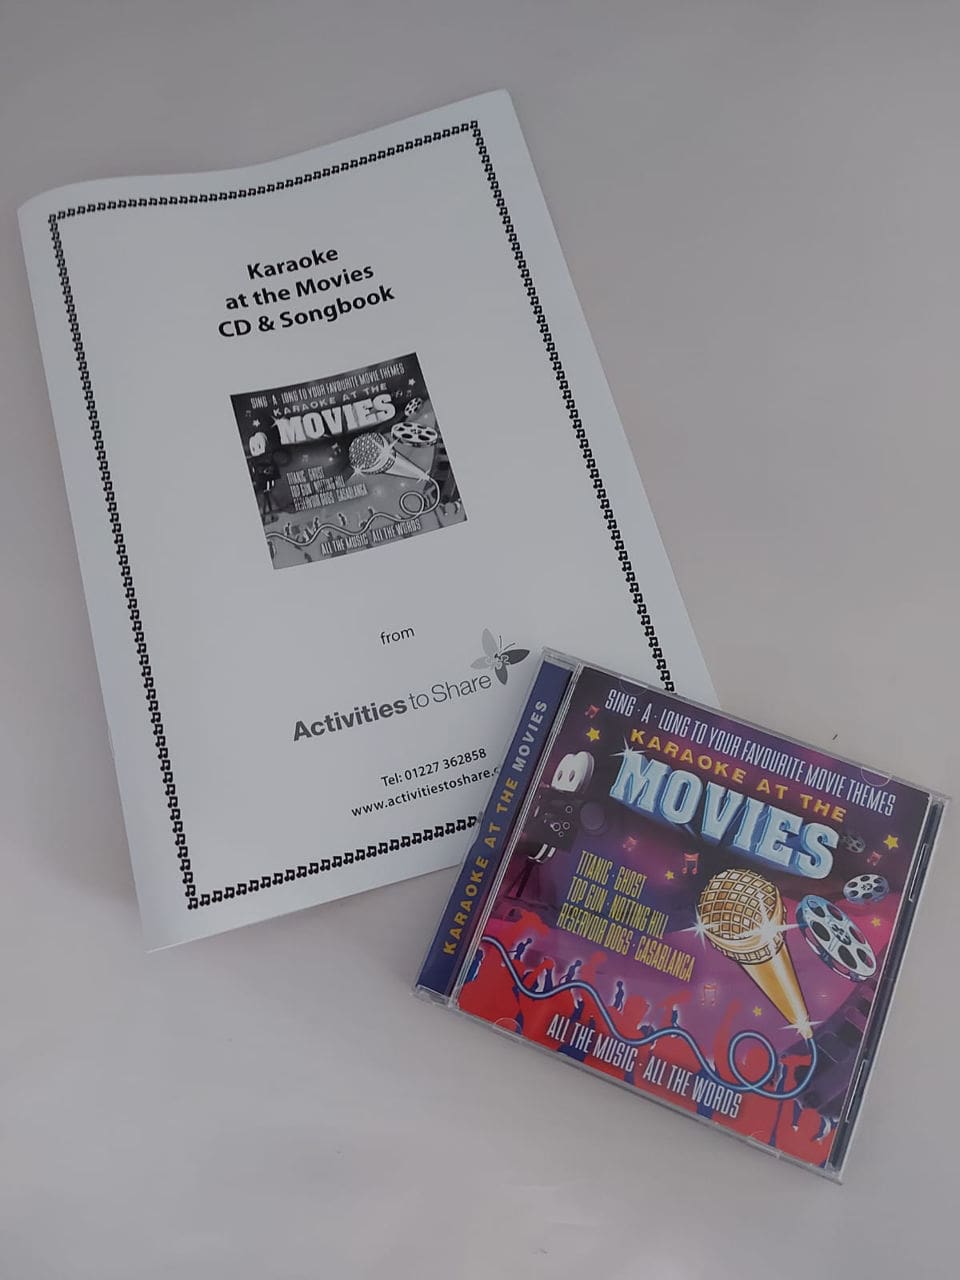 Karaoke
at the Movies
CD & Songbook
SING · A · LONG TO YOUR FAVOURITE MOVIE THEMES
KARAOKE AT THE
MOVIES
TITANIC · GHOST
TOP GUN · NOTTING HILL
RESERVOIR DOGS · CASABLANCA
ALL THE MUSIC · ALL THE WORDS
from
Activities to Share
Tel: 01227 362858
www.activitiestoshare.c
KARAOKE AT THE MOVIES
SING · A · LONG TO YOUR FAVOURITE MOVIE THEMES
KARAOKE AT THE
MOVIES
TITANIC · GHOST
TOP GUN · NOTTING HILL
RESERVOIR DOGS · CASABLANCA
ALL THE MUSIC · ALL THE WORDS